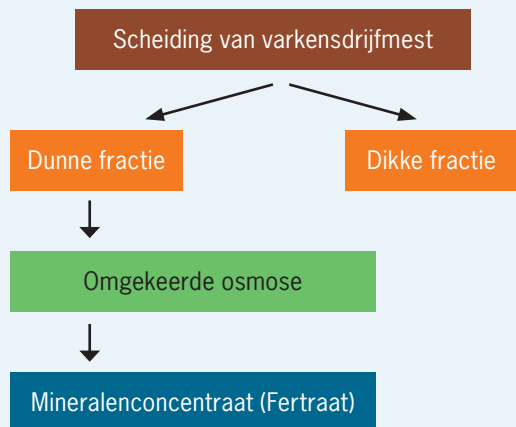 Scheiding van varkensdrijfmest
Dunne fractie
Dikke fractie
Omgekeerde osmose
Mineralenconcentraat (Fertraat)